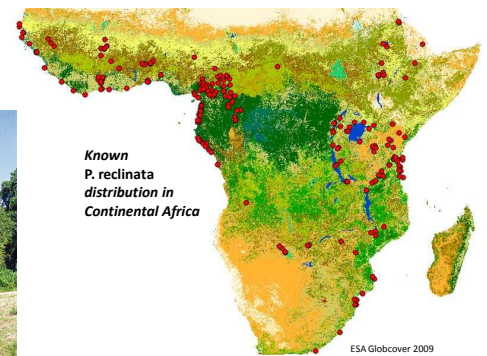 Known
P. reclinata
distribution in
Continental Africa
ESA Globcover 2009